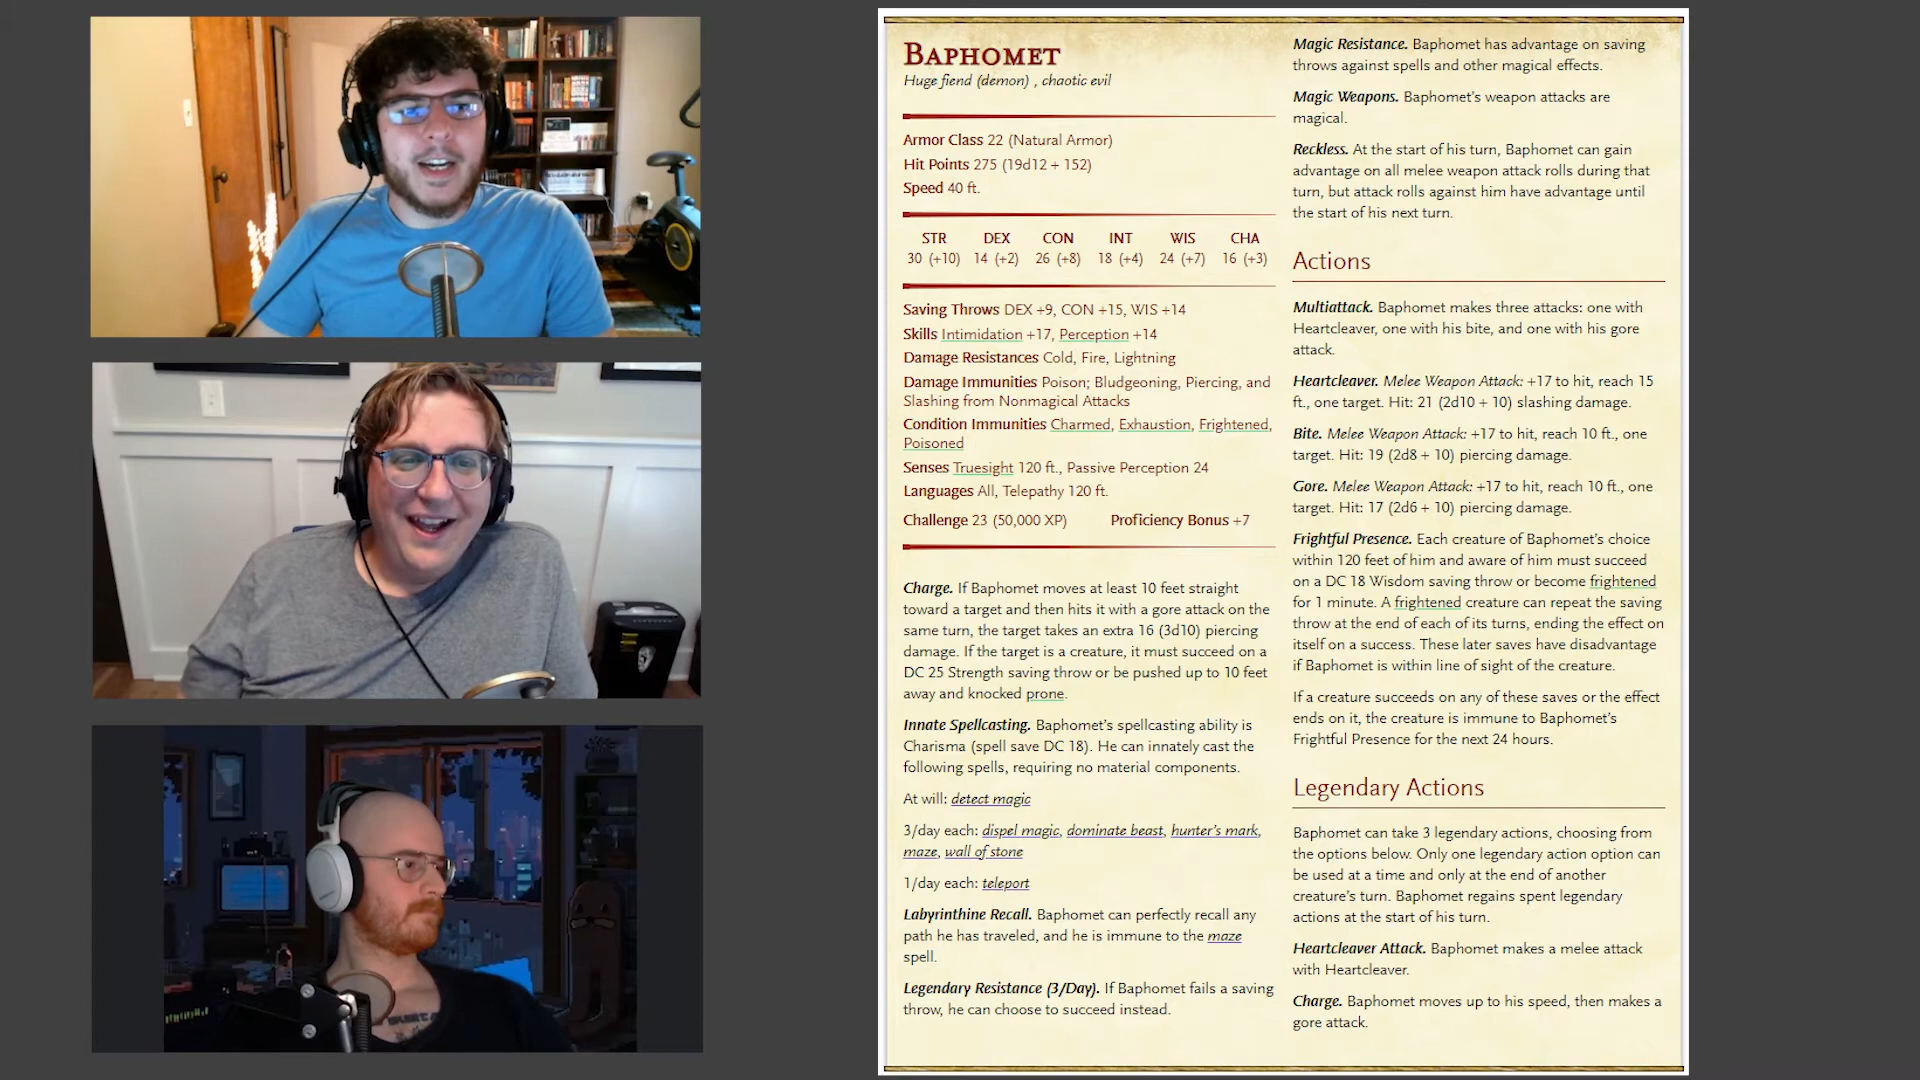 BAPHOMET
Huge fiend (demon) , chaotic evil
Armor Class 22 (Natural Armor)
Hit Points 275 (19d12 + 152)
Speed 40 ft.
STR DEX CON INT WIS CHA
30 (+10) 14 (+2) 26 (+8) 18 (+4) 24 (+7) 16 (+3)
Saving Throws DEX +9, CON +15, WIS +14
Skills Intimidation +17, Perception +14
Damage Resistances Cold, Fire, Lightning
Damage Immunities Poison; Bludgeoning, Piercing, and
Slashing from Nonmagical Attacks
Condition Immunities Charmed, Exhaustion, Frightened,
Poisoned
Senses Truesight 120 ft., Passive Perception 24
Languages All, Telepathy 120 ft.
Challenge 23 (50,000 XP) Proficiency Bonus +7
Charge. If Baphomet moves at least 10 feet straight
toward a target and then hits it with a gore attack on the
same turn, the target takes an extra 16 (3d10) piercing
damage. If the target is a creature, it must succeed on a
DC 25 Strength saving throw or be pushed up to 10 feet
away and knocked prone.
Innate Spellcasting. Baphomet's spellcasting ability is
Charisma (spell save DC 18). He can innately cast the
following spells, requiring no material components.
At will: detect magic
3/day each: dispel magic, dominate beast, hunter's mark,
maze, wall of stone
1/day each: teleport
Labyrinthine Recall. Baphomet can perfectly recall any
path he has traveled, and he is immune to the maze
spell.
Legendary Resistance (3/Day). If Baphomet fails a saving
throw, he can choose to succeed instead.
Magic Resistance. Baphomet has advantage on saving
throws against spells and other magical effects.
Magic Weapons. Baphomet's weapon attacks are
magical.
Reckless. At the start of his turn, Baphomet can gain
advantage on all melee weapon attack rolls during that
turn, but attack rolls against him have advantage until
the start of his next turn.
Actions
Multiattack. Baphomet makes three attacks: one with
Heartcleaver, one with his bite, and one with his gore
attack.
Heartcleaver. Melee Weapon Attack: +17 to hit, reach 15
ft., one target. Hit: 21 (2d10 + 10) slashing damage.
Bite. Melee Weapon Attack: +17 to hit, reach 10 ft., one
target. Hit: 19 (2d8 + 10) piercing damage.
Gore. Melee Weapon Attack: +17 to hit, reach 10 ft., one
target. Hit: 17 (2d6 + 10) piercing damage.
Frightful Presence. Each creature of Baphomet's choice
within 120 feet of him and aware of him must succeed
on a DC 18 Wisdom saving throw or become frightened
for 1 minute. A frightened creature can repeat the saving
throw at the end of each of its turns, ending the effect on
itself on a success. These later saves have disadvantage
if Baphomet is within line of sight of the creature.
If a creature succeeds on any of these saves or the effect
ends on it, the creature is immune to Baphomet's
Frightful Presence for the next 24 hours.
Legendary Actions
Baphomet can take 3 legendary actions, choosing from
the options below. Only one legendary action option can
be used at a time and only at the end of another
creature's turn. Baphomet regains spent legendary
actions at the start of his turn.
Heartcleaver Attack. Baphomet makes a melee attack
with Heartcleaver.
Charge. Baphomet moves up to his speed, then makes a
gore attack.